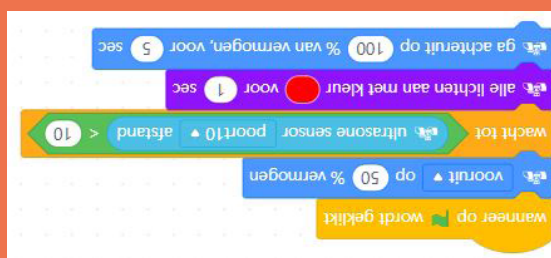 wanneer op wordt geklikt
vooruit op 50 % vermogen
wacht tot ultrasone sensor poort10 afstand < 10
alle lichten aan met kleur voor 1 sec
ga achteruit op 100 % van vermogen, voor 5 sec